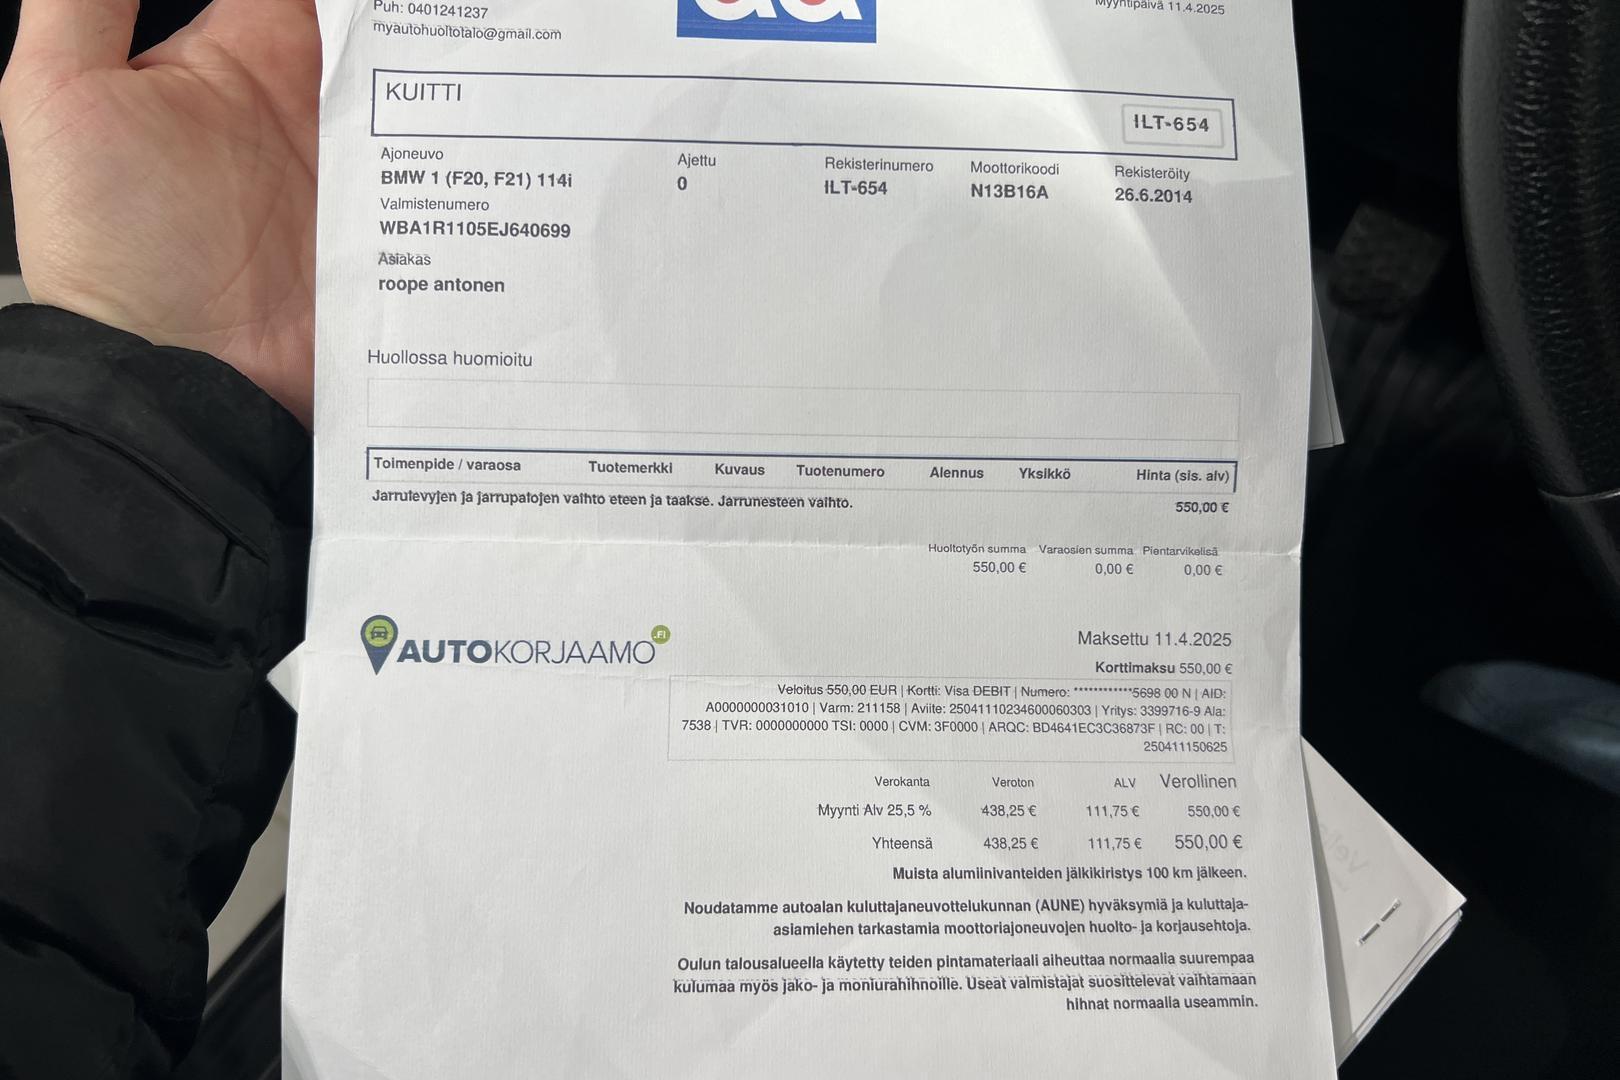 Puh: 0401241237
Myyntipäivä 11.4.2025
myautohuoltotalo@gmail.com
KUITTI
ILT-654
Ajoneuvo
BMW 1 (F20, F21) 114i
Ajettu
0
Rekisterinumero
ILT-654
Moottorikoodi
N13B16A
Rekisteröity
26.6.2014
Valmistenumero
WBA1R1105EJ640699
Asiakas
roope antonen
Huollossa huomioitu
Toimenpide / varaosa Tuotemerkki Kuvaus Tuotenumero Alennus Yksikkö Hinta (sis. alv)
Jarrulevyjen ja jarrupalojen vaihto eteen ja taakse. Jarrunesteen vaihto. 550,00 €
Huoltotyön summa Varaosien summa Pientarvikelisä
550,00 € 0,00 € 0,00 €
AUTOKORJAAMO.FI
Maksettu 11.4.2025
Korttimaksu 550,00 €
Veloitus 550,00 EUR | Kortti: Visa DEBIT | Numero: ************5698 00 N | AID:
A0000000031010 | Varm: 211158 | Aviite: 25041110234600060303 | Yritys: 3399716-9 Ala:
7538 | TVR: 0000000000 TSI: 0000 | CVM: 3F0000 | ARQC: BD4641EC3C36873F | RC: 00 | T:
250411150625
Verokanta Veroton ALV Verollinen
Myynti Alv 25,5 % 438,25 € 111,75 € 550,00 €
Yhteensä 438,25 € 111,75 € 550,00 €
Muista alumiinivanteiden jälkikiristys 100 km jälkeen.
Noudatamme autoalan kuluttajaneuvottelukunnan (AUNE) hyväksymiä ja kuluttaja-
asiamiehen tarkastamia moottoriajoneuvojen huolto- ja korjausehtoja.
Oulun talousalueella käytetty teiden pintamateriaali aiheuttaa normaalia suurempaa
kulumaa myös jako- ja moniurahihnoille. Useat valmistajat suosittelevat vaihtamaan
hihnat normaalia useammin.